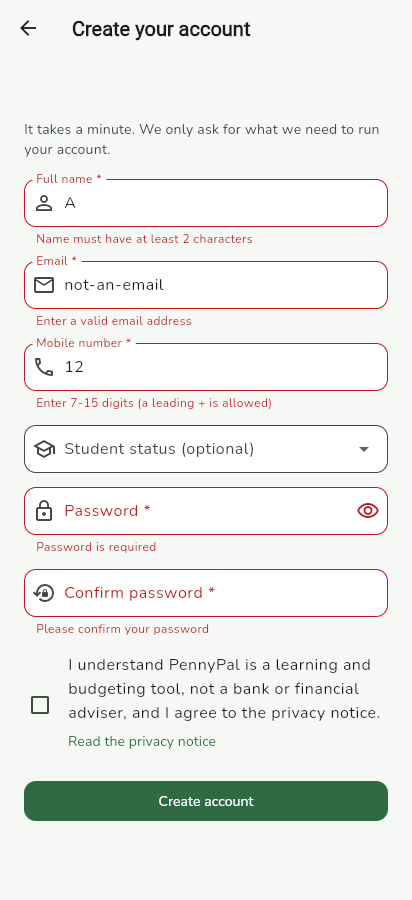 Create your account
It takes a minute. We only ask for what we need to run
your account.
Full name *
A
Name must have at least 2 characters
Email *
not-an-email
Enter a valid email address
Mobile number *
12
Enter 7-15 digits (a leading + is allowed)
Student status (optional)
Password *
Password is required
Confirm password *
Please confirm your password
I understand PennyPal is a learning and
budgeting tool, not a bank or financial
adviser, and I agree to the privacy notice.
Read the privacy notice
Create account